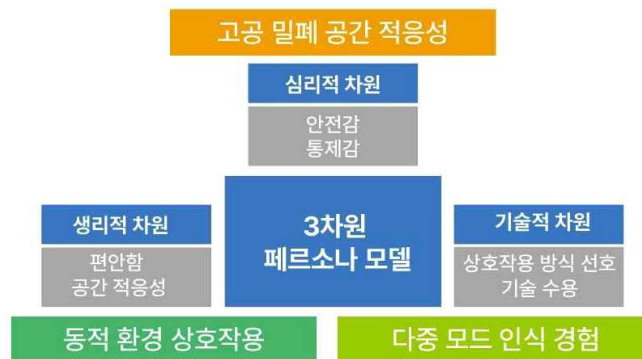 고공 밀폐 공간 적응성
심리적 차원
안전감
통제감
생리적 차원
편안함
공간 적응성
3차원
페르소나 모델
기술적 차원
상호작용 방식 선호
기술 수용
동적 환경 상호작용
다중 모드 인식 경험